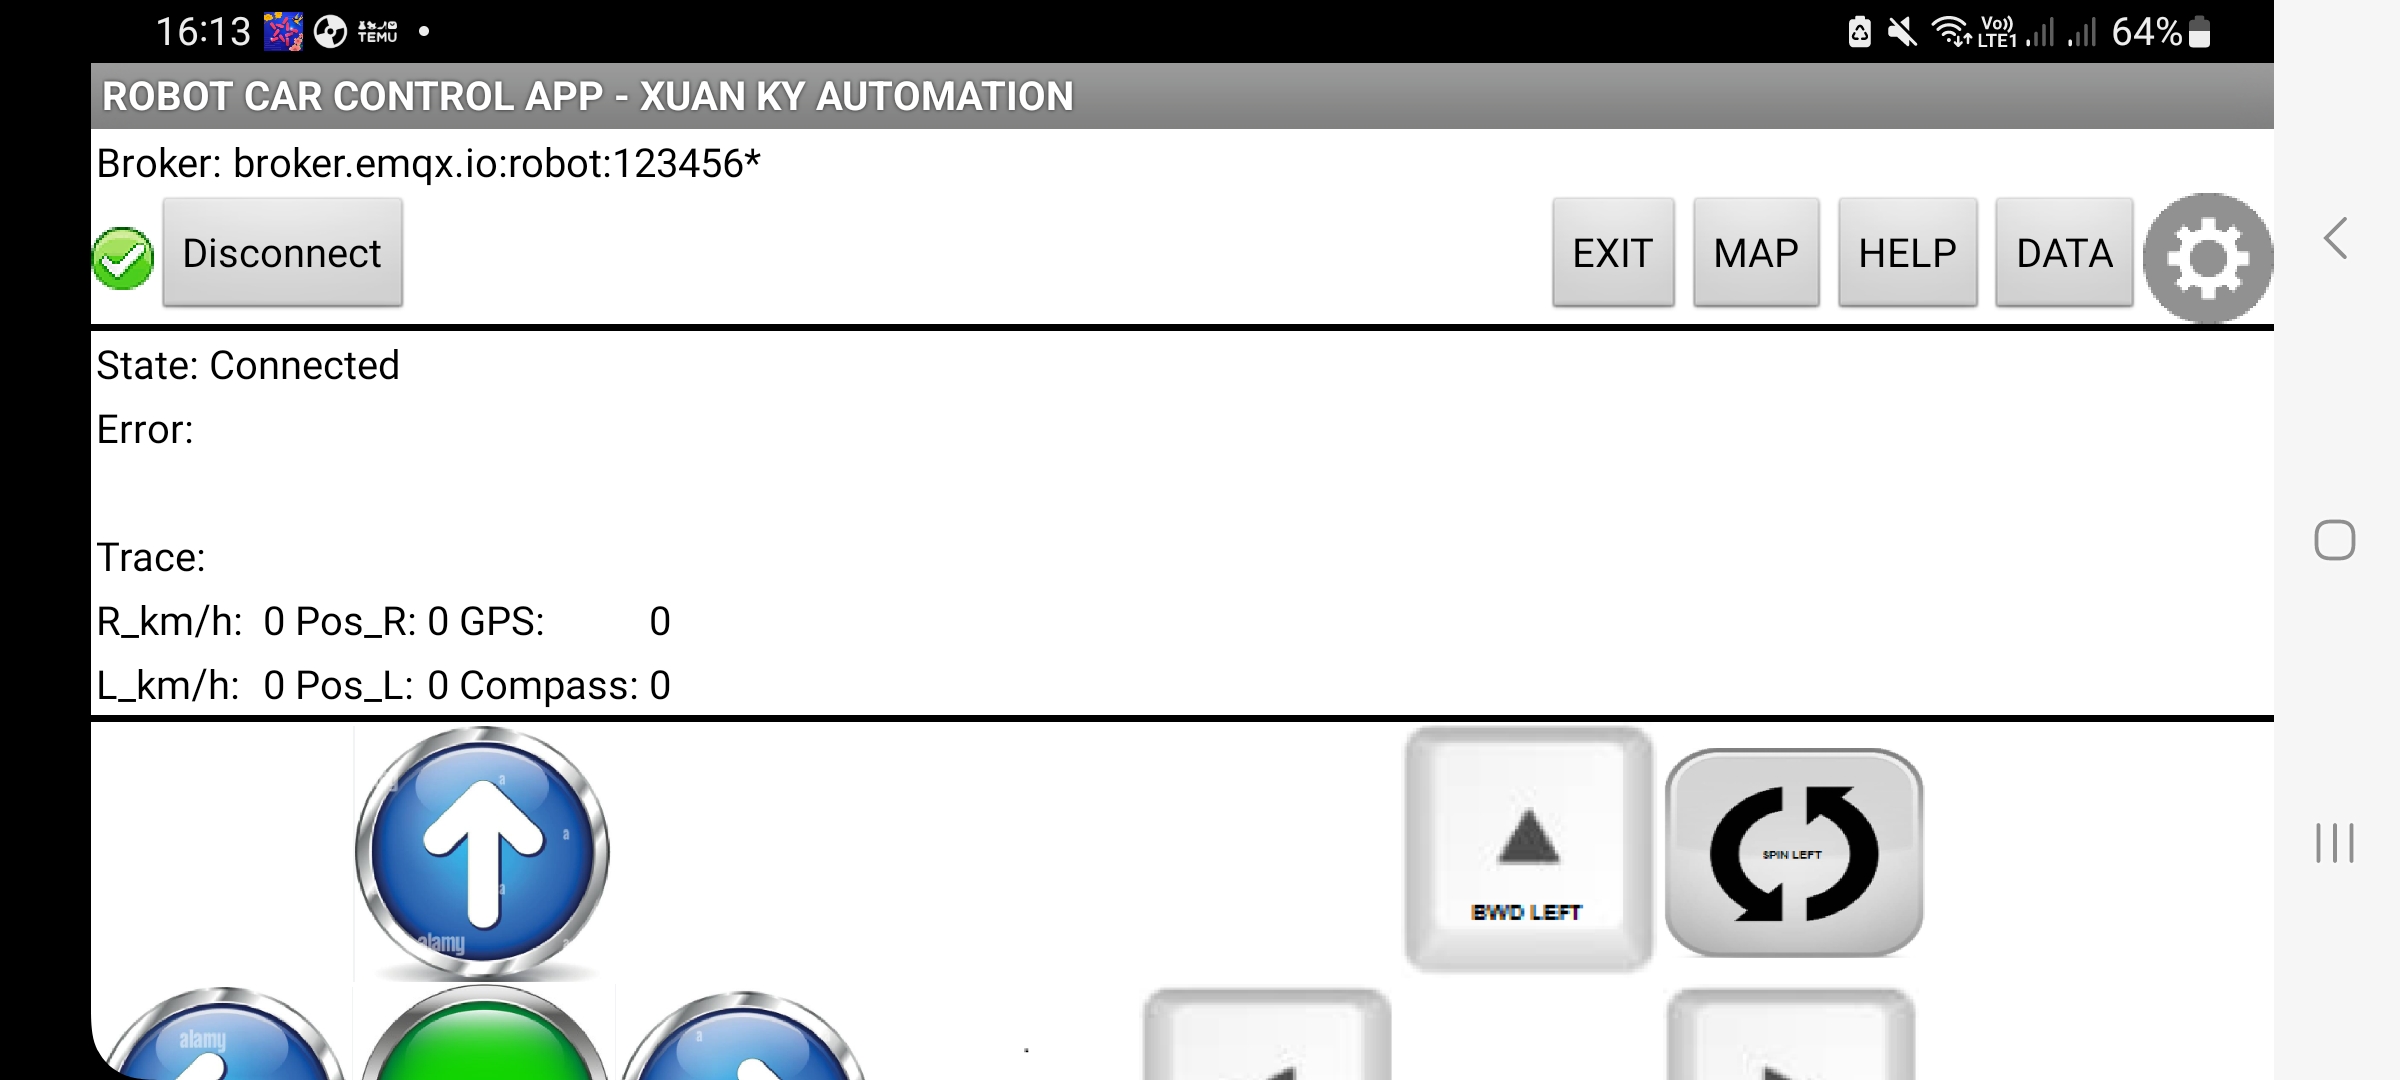 16:13 TEMU Vo)) LTE1 64%
ROBOT CAR CONTROL APP - XUAN KY AUTOMATION
Broker: broker.emqx.io:robot:123456*
Disconnect EXIT MAP HELP DATA
State: Connected
Error:
Trace:
R_km/h: 0 Pos_R: 0 GPS: 0
L_km/h: 0 Pos_L: 0 Compass: 0
a
a
a
alamy
a
BWD LEFT
SPIN LEFT
alamy
a